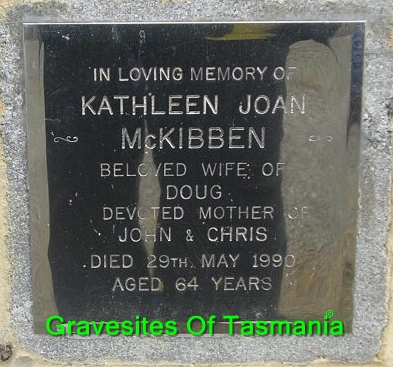 IN LOVING MEMORY OF
KATHLEEN JOAN
McKIBBEN
BELOVED WIFE OF
DOUG
DEVOTED MOTHER OF
JOHN & CHRIS
DIED 29TH MAY 1990
AGED 64 YEARS
Gravesites Of Tasmania ©